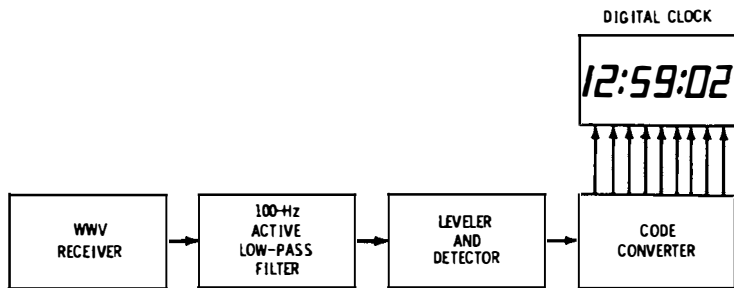 DIGITAL CLOCK
12:59:02
WWV
RECEIVER
100-Hz
ACTIVE
LOW-PASS
FILTER
LEVELER
AND
DETECTOR
CODE
CONVERTER